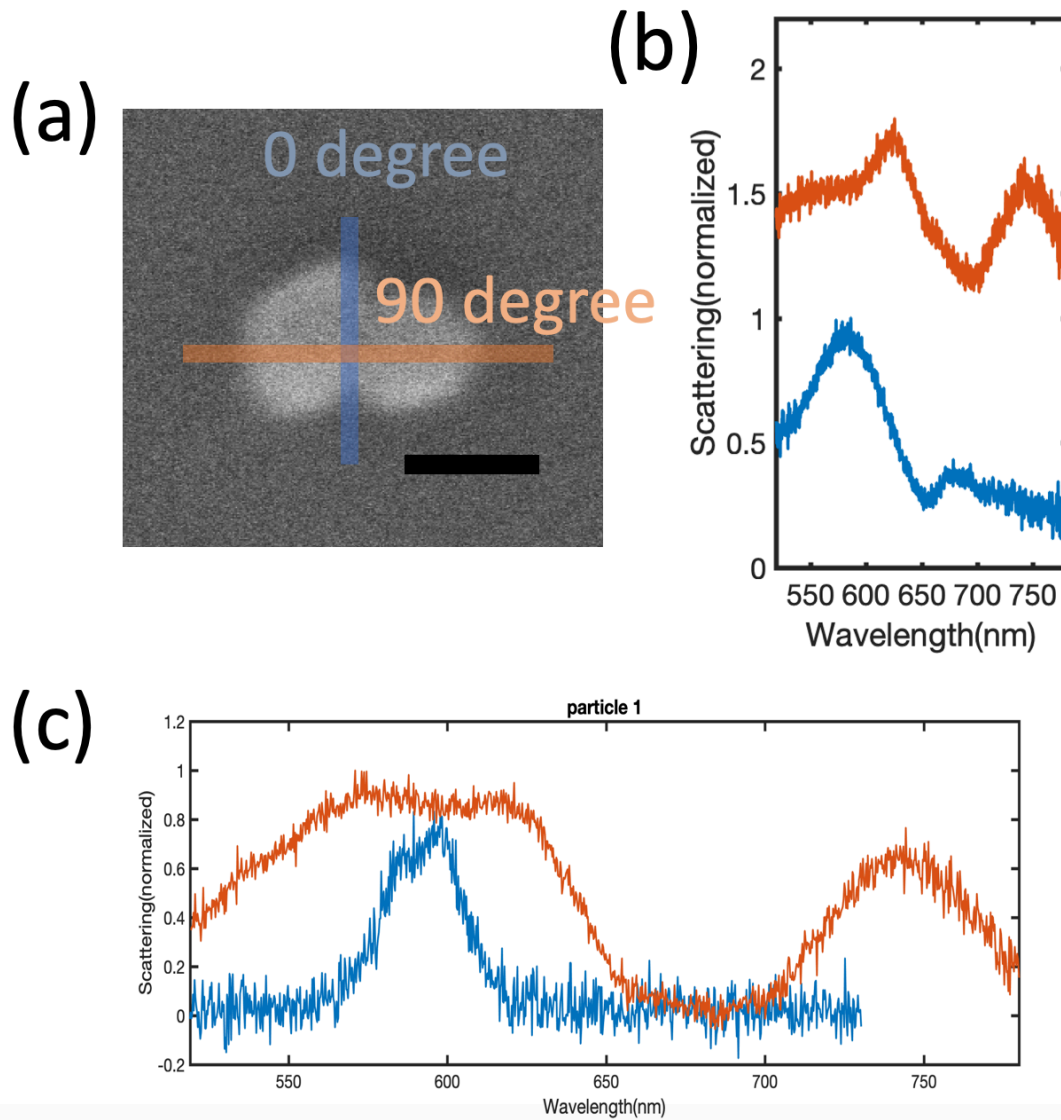 (a)
0 degree
90 degree
(b)
2
1.5
1
0.5
0
Scattering(normalized)
550 600 650 700 750
Wavelength(nm)
(c)
particle 1
1.2
1
0.8
0.6
0.4
0.2
0
-0.2
Scattering(normalized)
550 600 650 700 750
Wavelength(nm)